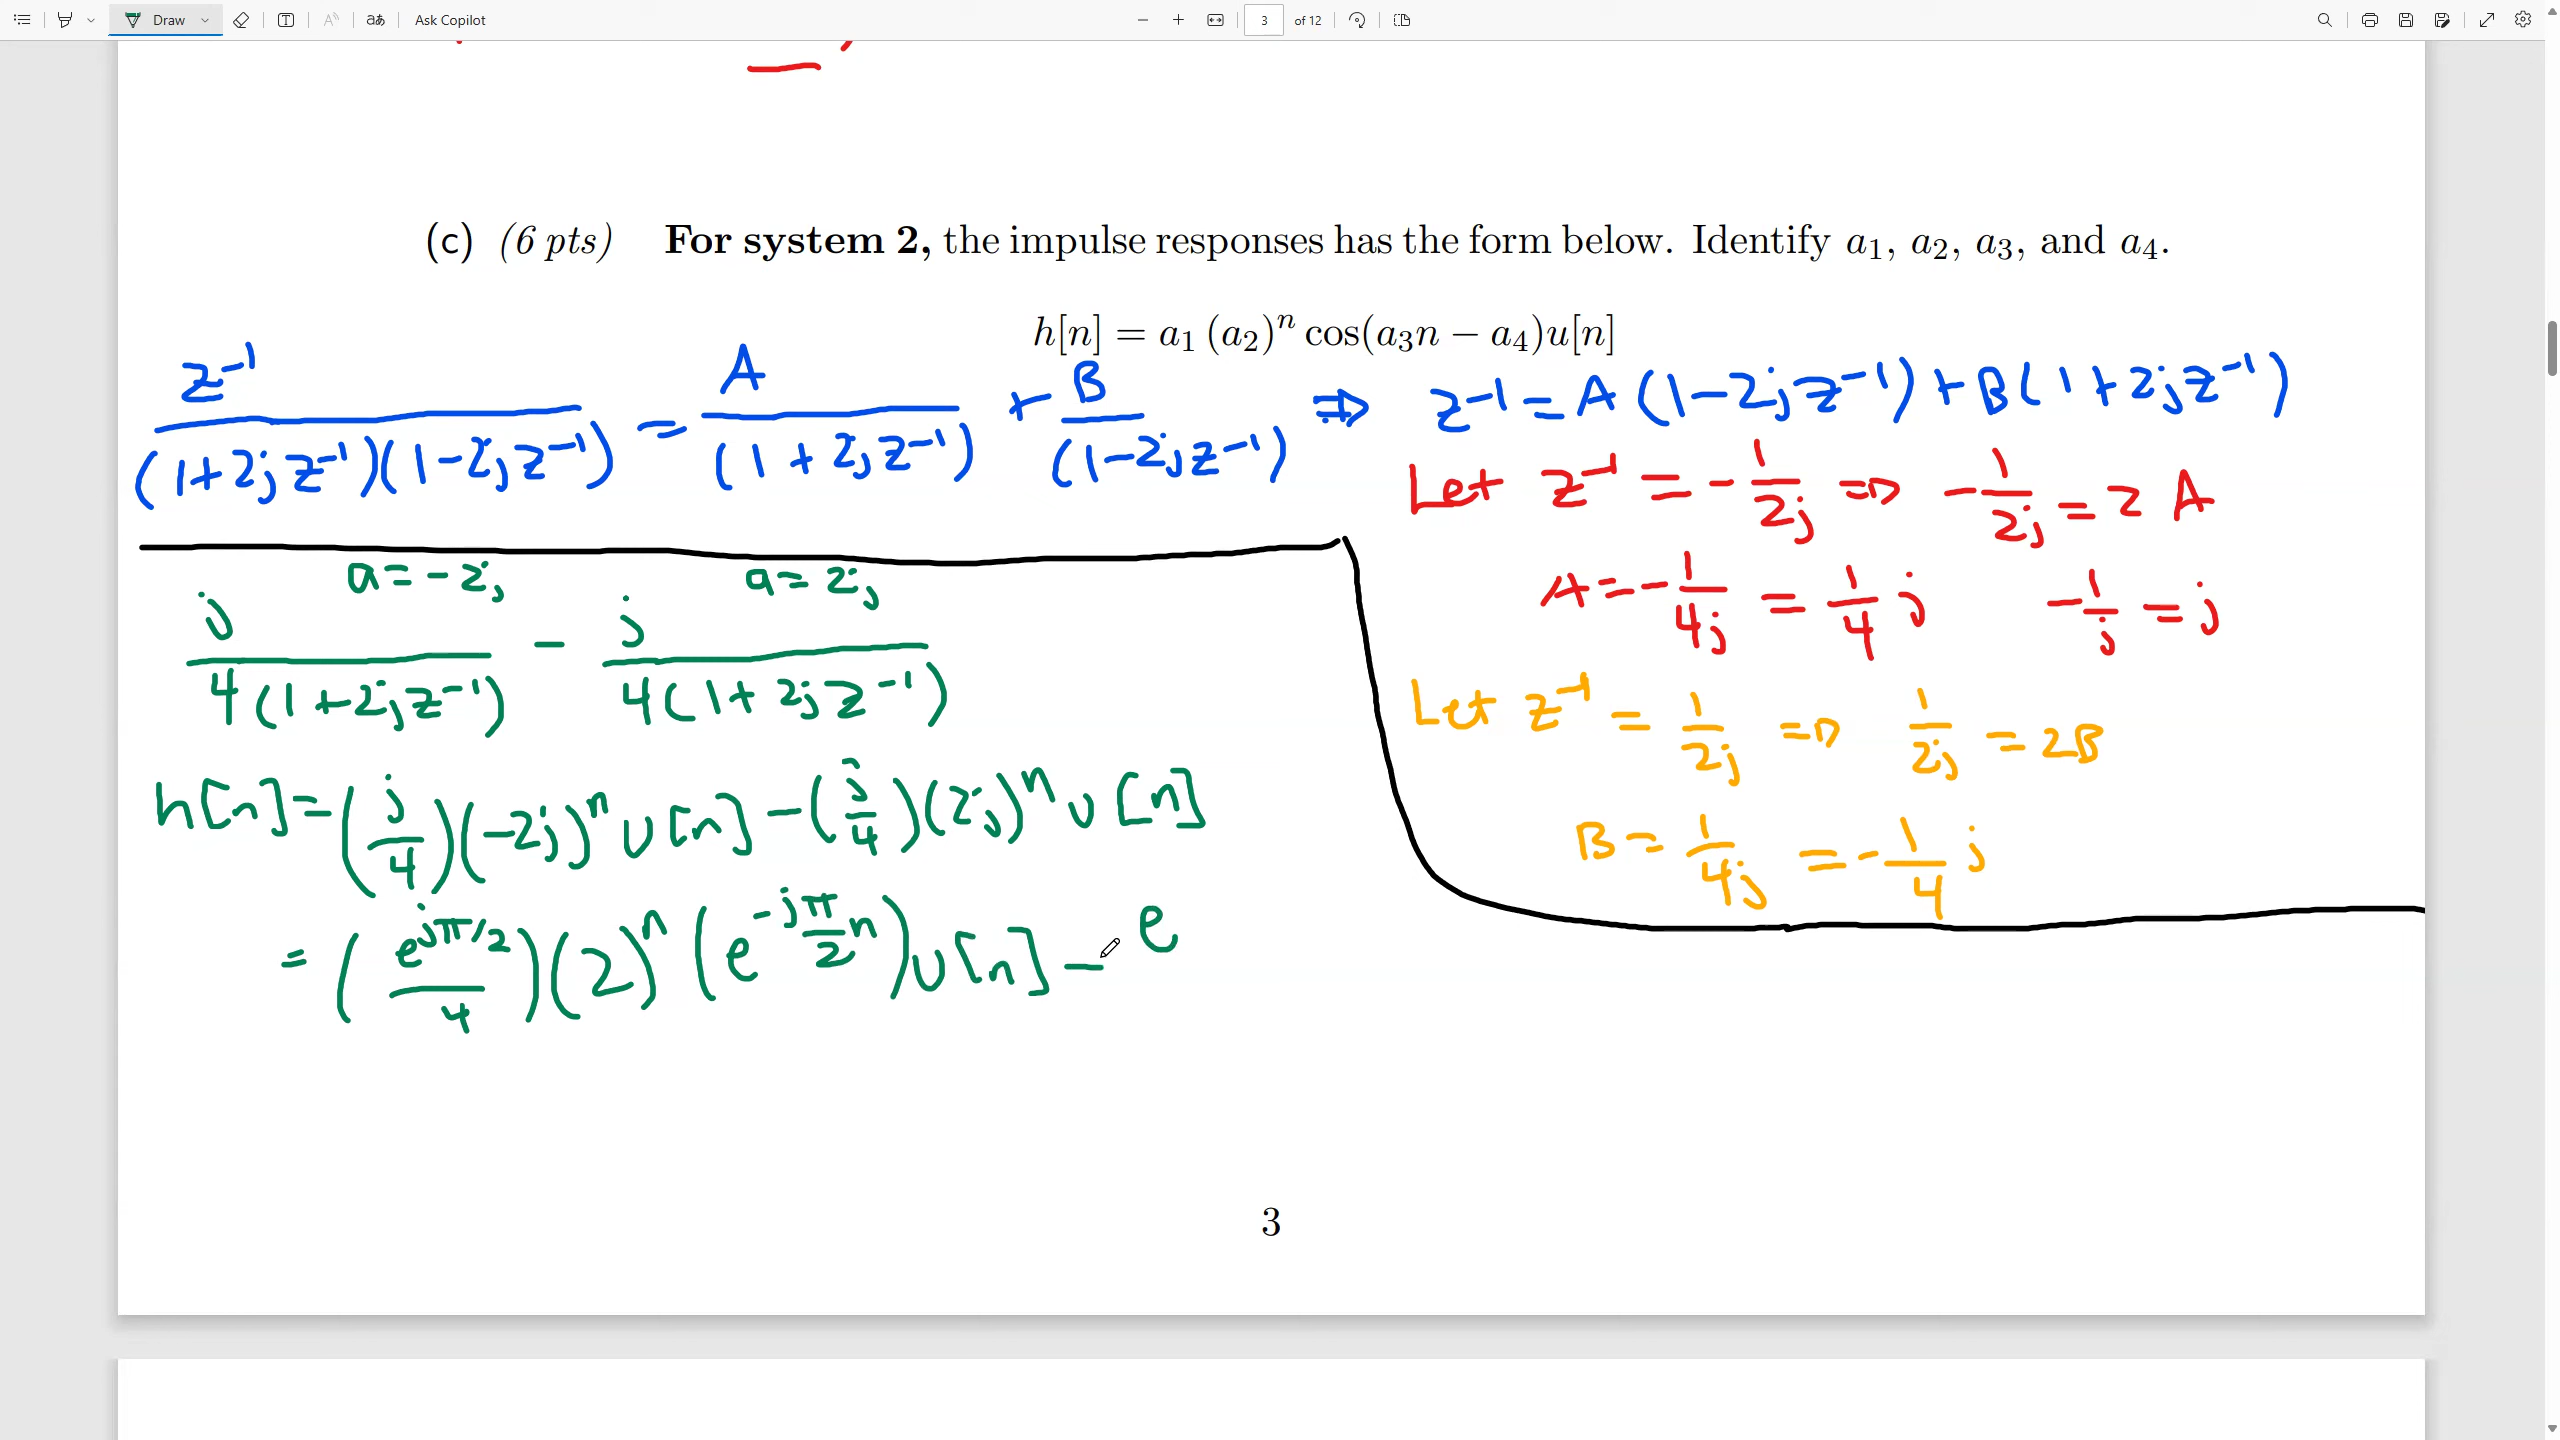 Draw
Ask Copilot
3 of 12
(c) (6 pts) For system 2, the impulse responses has the form below. Identify a₁, a₂, a₃, and a₄.
h[n] = a₁ (a₂)ⁿ cos(a₃n − a₄)u[n]
z⁻¹ / (1+2jz⁻¹)(1−2jz⁻¹) = A / (1+2jz⁻¹) + B / (1−2jz⁻¹) ⇒ z⁻¹ = A(1−2jz⁻¹) + B(1+2jz⁻¹)
Let z⁻¹ = −1/2j ⇒ −1/2j = 2A
A = −1/4j = 1/4 j −1/j = j
Let z⁻¹ = 1/2j ⇒ 1/2j = 2B
B = 1/4j = −1/4 j
a = −2j a = 2j
j / 4(1+2jz⁻¹) − j / 4(1+2jz⁻¹)
h[n] = (j/4)(−2j)ⁿ u[n] − (j/4)(2j)ⁿ u[n]
= (e^{jπ/2}/4)(2)ⁿ (e^{−jπ/2 n}) u[n] − e
3